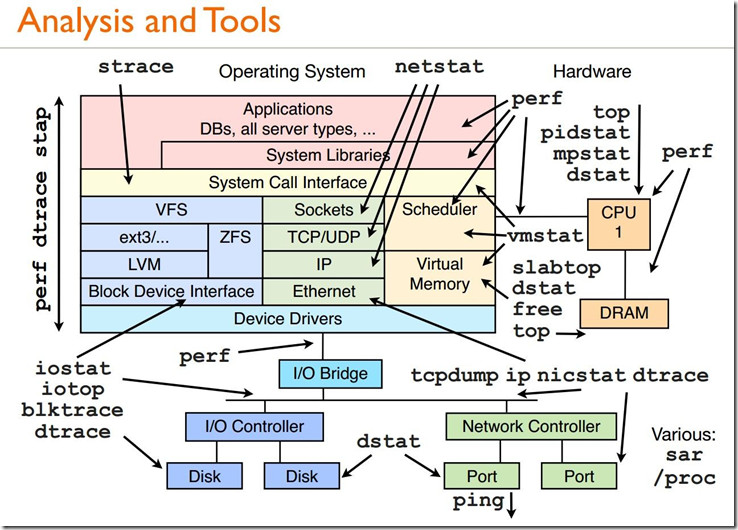 Analysis and Tools
strace
Operating System
netstat
Hardware
perf dtrace stap
Applications
DBs, all server types, ...
System Libraries
System Call Interface
VFS
Sockets
Scheduler
ext3/...
ZFS
TCP/UDP
LVM
IP
Virtual
Memory
Block Device Interface
Ethernet
Device Drivers
perf
top
pidstat
mpstat
dstat
perf
CPU
1
vmstat
slabtop
dstat
free
top
DRAM
perf
I/O Bridge
iostat
iotop
blktrace
dtrace
tcpdump ip nicstat dtrace
I/O Controller
Network Controller
Disk
Disk
dstat
Port
Port
ping
Various:
sar
/proc